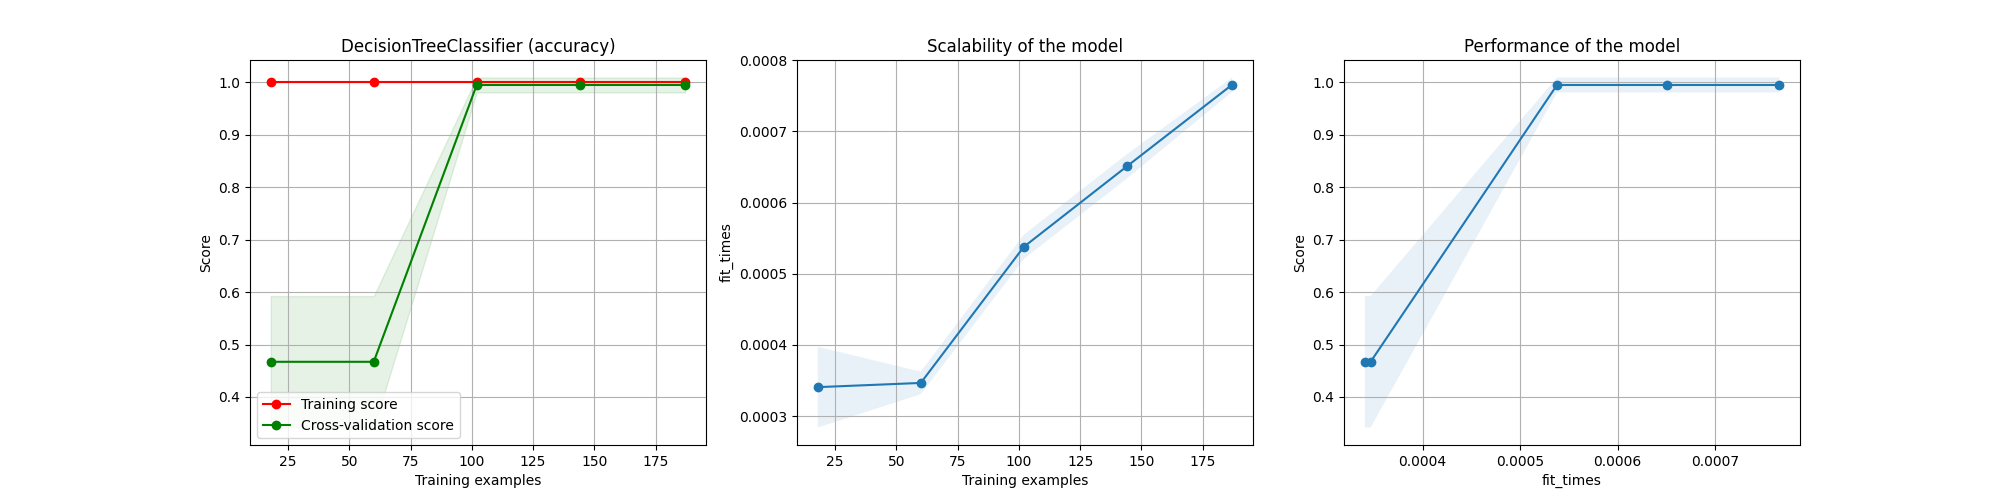 DecisionTreeClassifier (accuracy)
Score
1.0
0.9
0.8
0.7
0.6
0.5
0.4
Training score
Cross-validation score
25 50 75 100 125 150 175
Training examples
Scalability of the model
fit_times
0.0008
0.0007
0.0006
0.0005
0.0004
0.0003
25 50 75 100 125 150 175
Training examples
Performance of the model
Score
1.0
0.9
0.8
0.7
0.6
0.5
0.4
0.0004 0.0005 0.0006 0.0007
fit_times